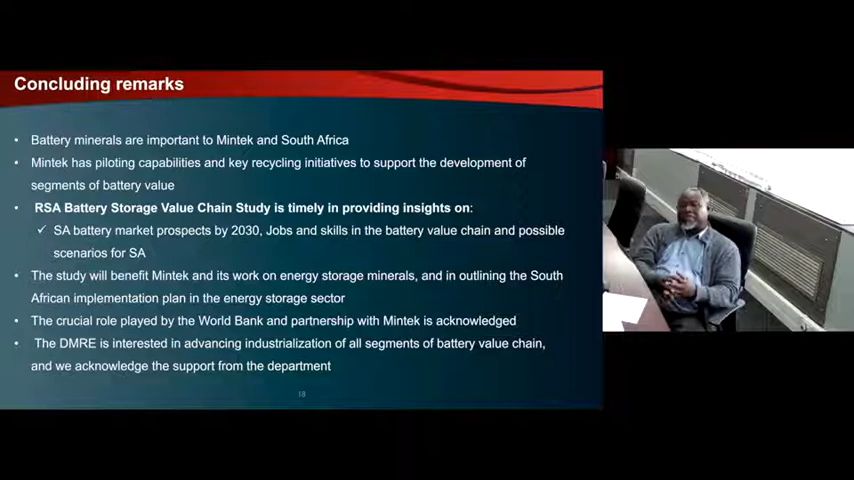 Concluding remarks
• Battery minerals are important to Mintek and South Africa
• Mintek has piloting capabilities and key recycling initiatives to support the development of
segments of battery value
• RSA Battery Storage Value Chain Study is timely in providing insights on:
✓ SA battery market prospects by 2030, Jobs and skills in the battery value chain and possible
scenarios for SA
• The study will benefit Mintek and its work on energy storage minerals, and in outlining the South
African implementation plan in the energy storage sector
• The crucial role played by the World Bank and partnership with Mintek is acknowledged
• The DMRE is interested in advancing industrialization of all segments of battery value chain,
and we acknowledge the support from the department
18